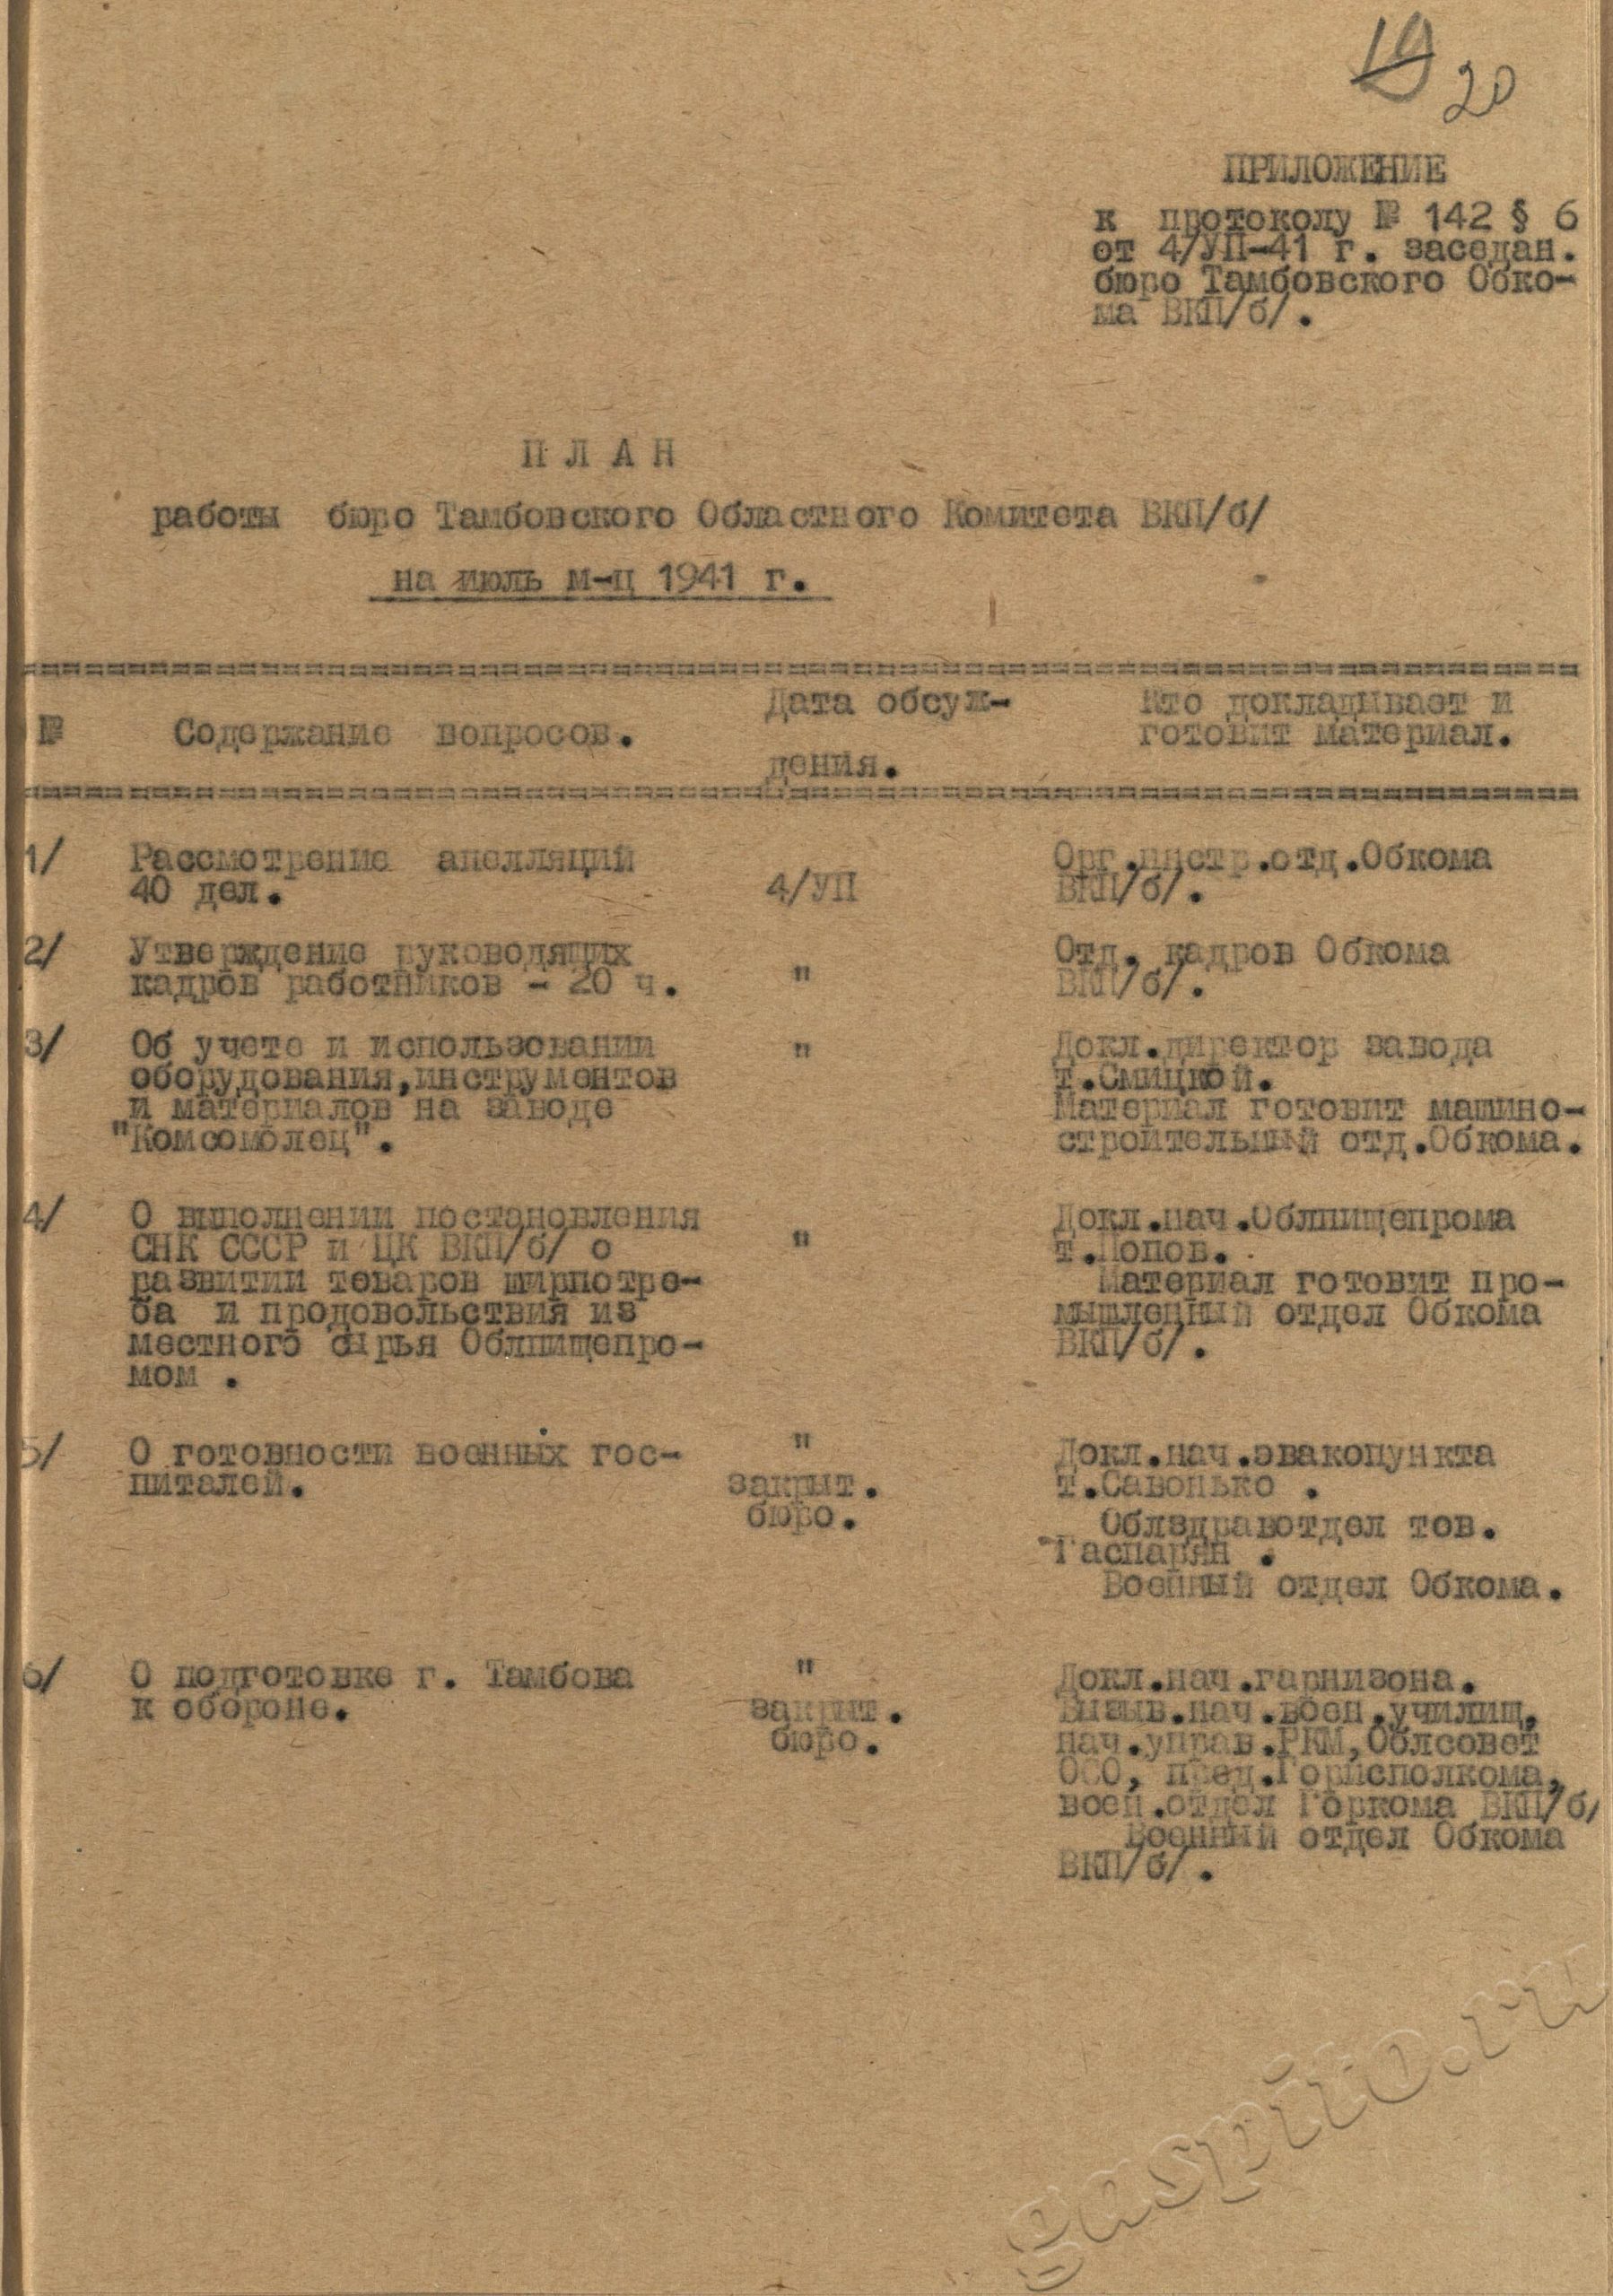 19 20
ПРИЛОЖЕНИЕ
к протоколу № 142 § 6
от 4/УП-41 г. заседан.
бюро Тамбовского Обко-
ма ВКП/б/.
П Л А Н
работы бюро Тамбовского Областного Комитета ВКП/б/
на июль м-ц 1941 г.
№ Содержание вопросов. Дата обсуж-
дения. Кто докладывает и
готовит материал.
1/ Рассмотрение апелляций
40 дел. 4/УП Орг.инстр.отд.Обкома
ВКП/б/.
2/ Утверждение руководящих
кадров работников - 20 ч. " Отд. кадров Обкома
ВКП/б/.
3/ Об учете и использовании
оборудования,инструментов
и материалов на заводе
"Комсомолец". " Докл.директор завода
т.Смицкой.
Материал готовит машино-
строительный отд.Обкома.
4/ О выполнении постановления
СНК СССР и ЦК ВКП/б/ о
развитии товаров ширпотре-
ба и продовольствия из
местного сырья Облпищепро-
мом . " Докл.нач.Облпищепрома
т.Попов.
Материал готовит про-
мышленный отдел Обкома
ВКП/б/.
5/ О готовности военных гос-
питалей. "
закрыт.
бюро. Докл.нач.эвакопункта
т.Савонько .
Облздравотдел тов.
Гаспарян .
Военный отдел Обкома.
6/ О подготовке г. Тамбова
к обороне. "
закрыт.
бюро. Докл.нач.гарнизона.
Вызыв.нач.воен.училищ,
нач.управ.РКМ,Облсовет
ОСО, пред.Горисполкома,
воен.отдел Горкома ВКП/б/
Военный отдел Обкома
ВКП/б/.
gaspito.ru